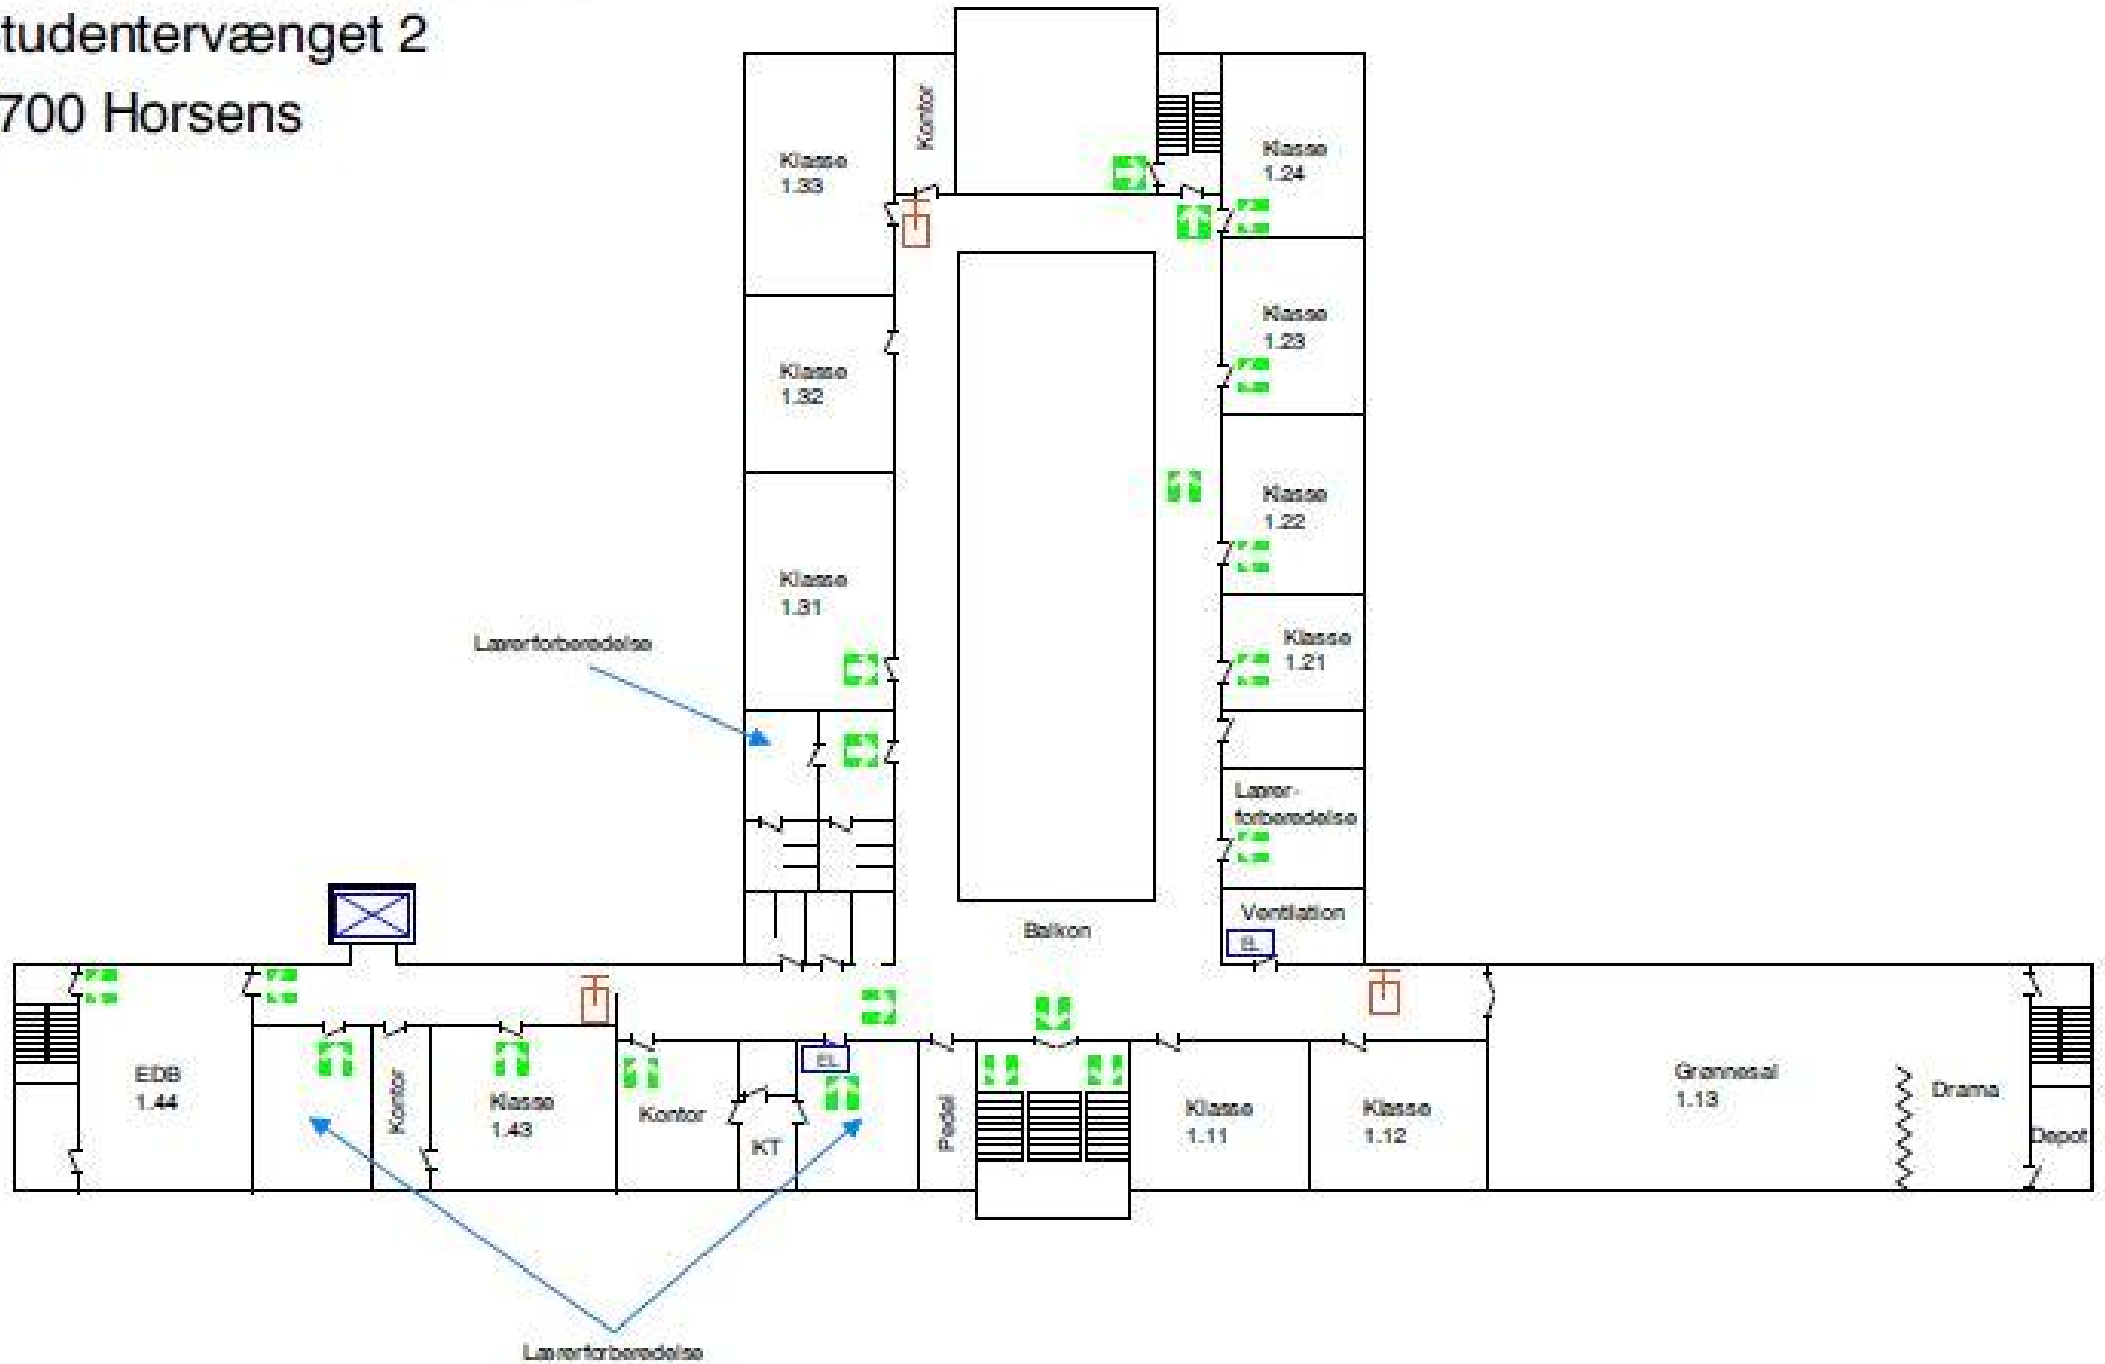 tudentervænget 2
700 Horsens
Kontor
Klasse
1.33
Klasse
1.24
Klasse
1.23
Klasse
1.32
Klasse
1.22
Klasse
1.31
Klasse
1.21
Lærerforberedelse
Lærer-
forberedelse
Ventilation
EL
Balkon
EDB
1.44
Kontor
Klasse
1.43
Kontor
KT
EL
Pedel
Klasse
1.11
Klasse
1.12
Grønnesal
1.13
Drama
Depot
Lærerforberedelse